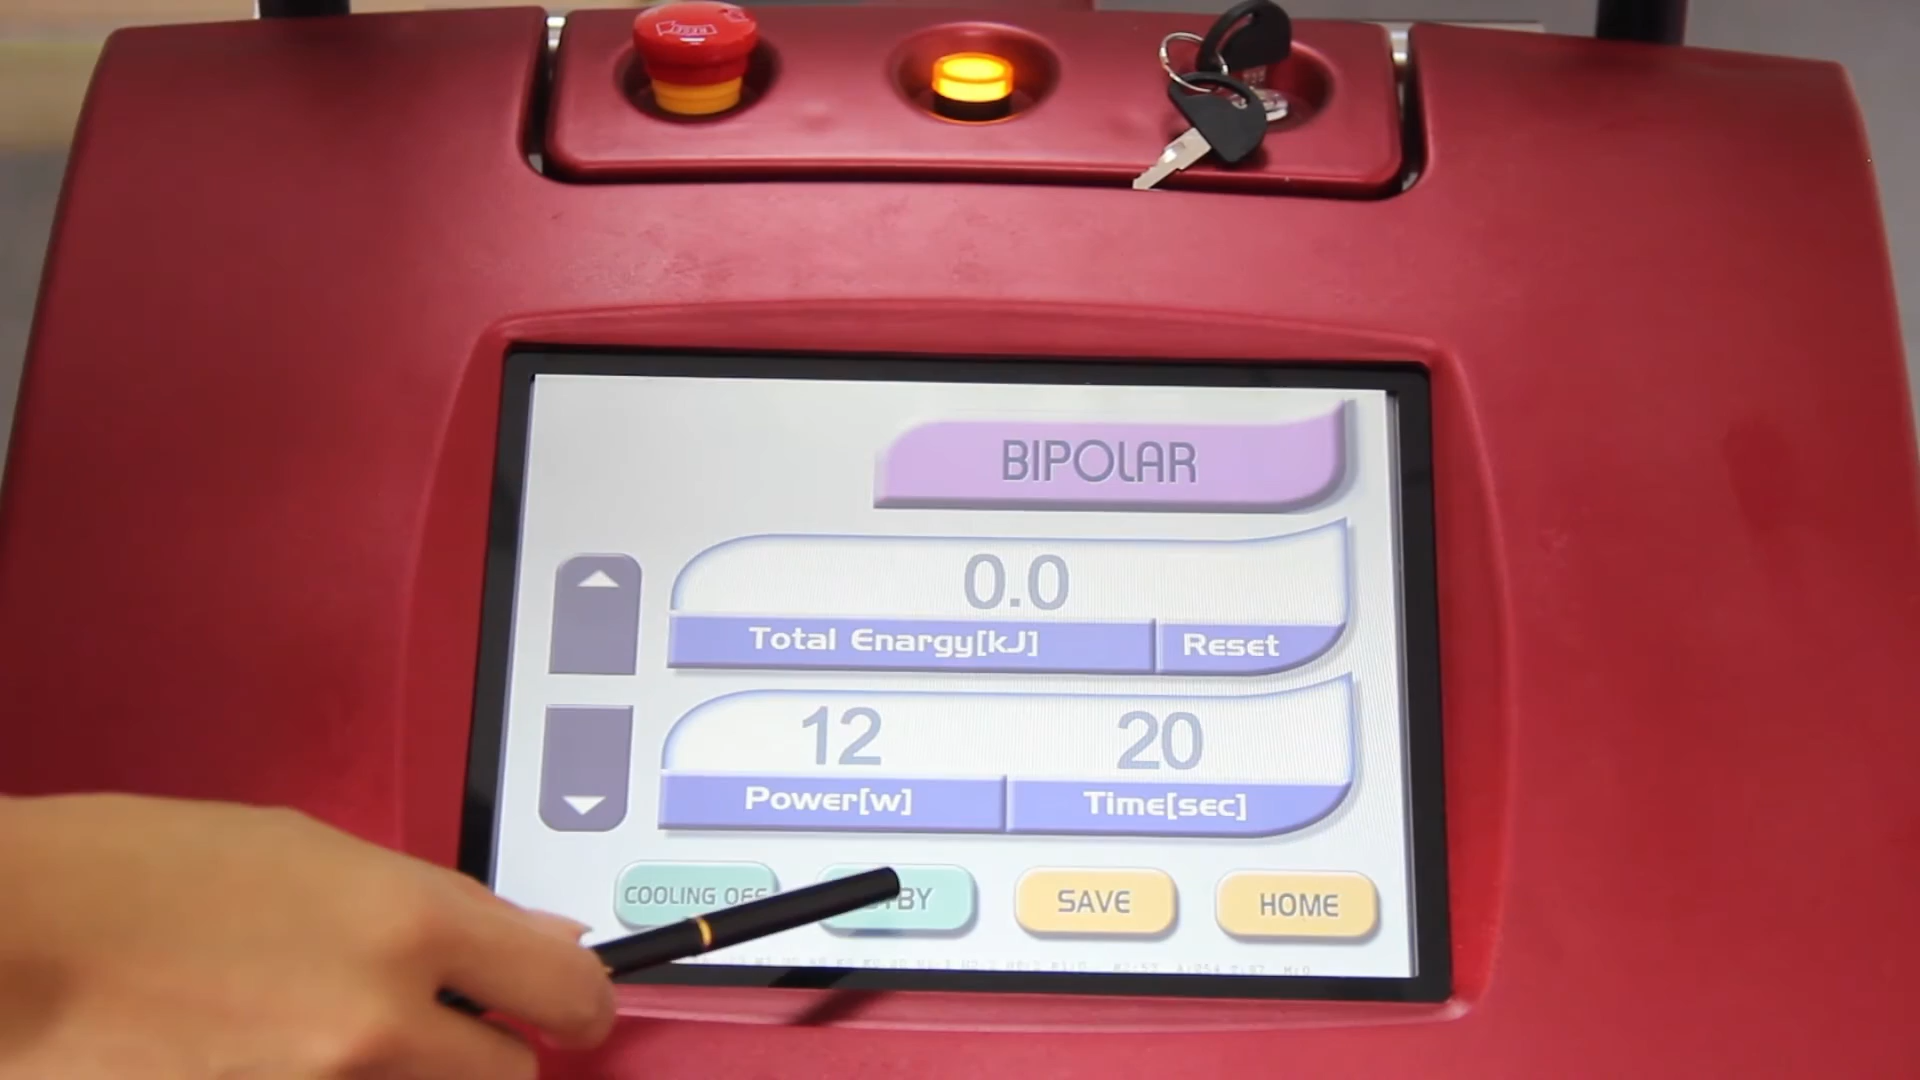 BIPOLAR
0.0
Total Enargy[kJ] Reset
12 20
Power[w] Time[sec]
COOLING OFF SAVE HOME